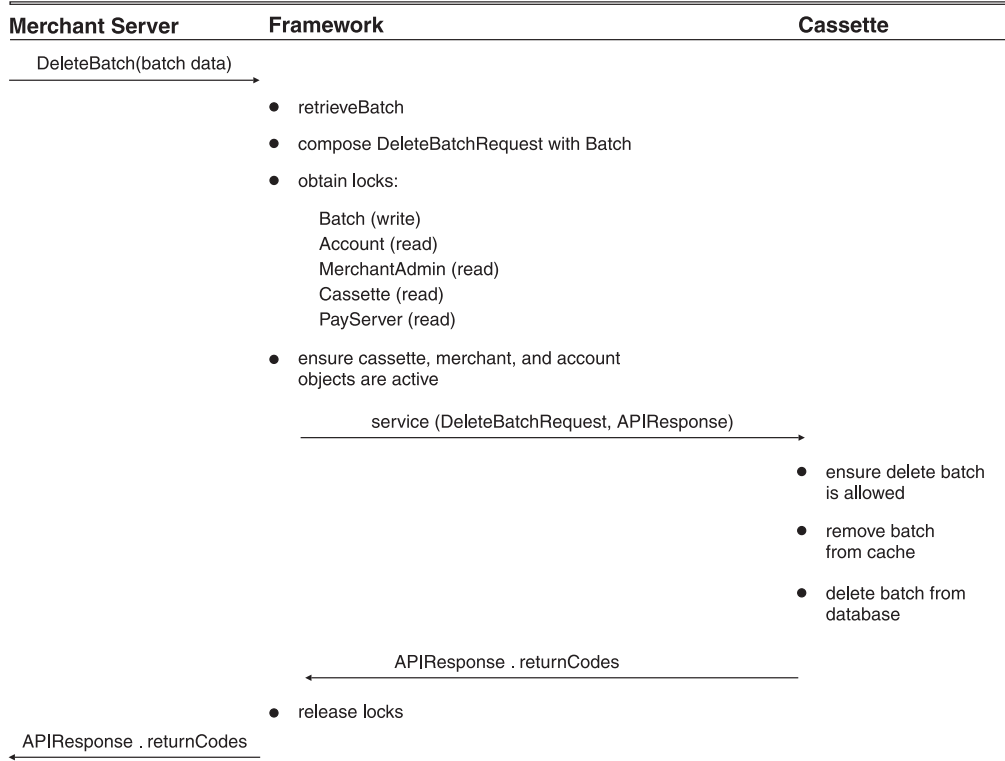 Merchant Server Framework Cassette
DeleteBatch(batch data)
● retrieveBatch
● compose DeleteBatchRequest with Batch
● obtain locks:
Batch (write)
Account (read)
MerchantAdmin (read)
Cassette (read)
PayServer (read)
● ensure cassette, merchant, and account
objects are active
service (DeleteBatchRequest, APIResponse)
● ensure delete batch
is allowed
● remove batch
from cache
● delete batch from
database
APIResponse . returnCodes
● release locks
APIResponse . returnCodes